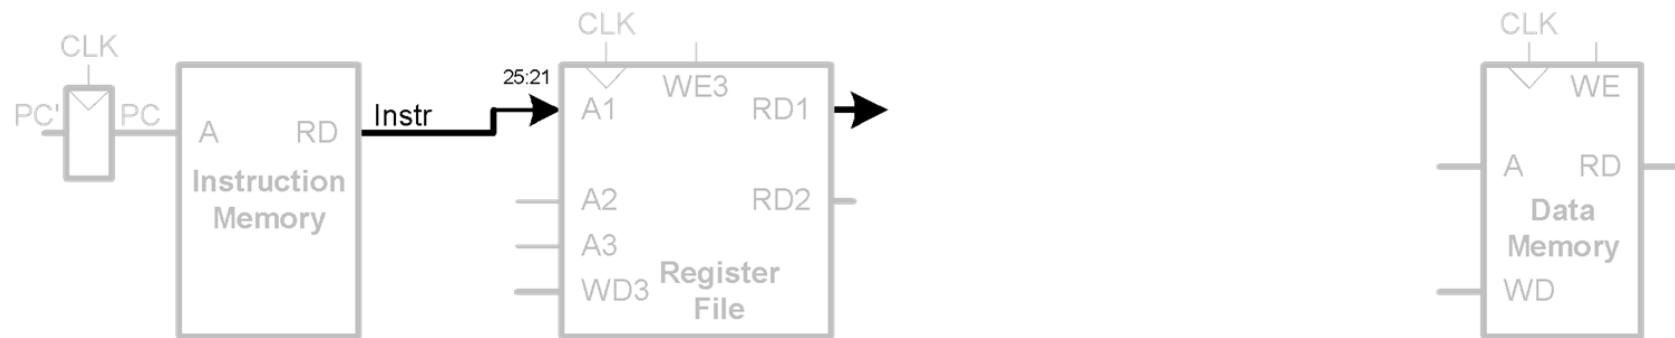 CLK
CLK
CLK
PC'
PC
A
RD
Instruction
Memory
Instr
25:21
A1
WE3
RD1
A2
RD2
A3
WD3
Register
File
WE
A
RD
Data
Memory
WD